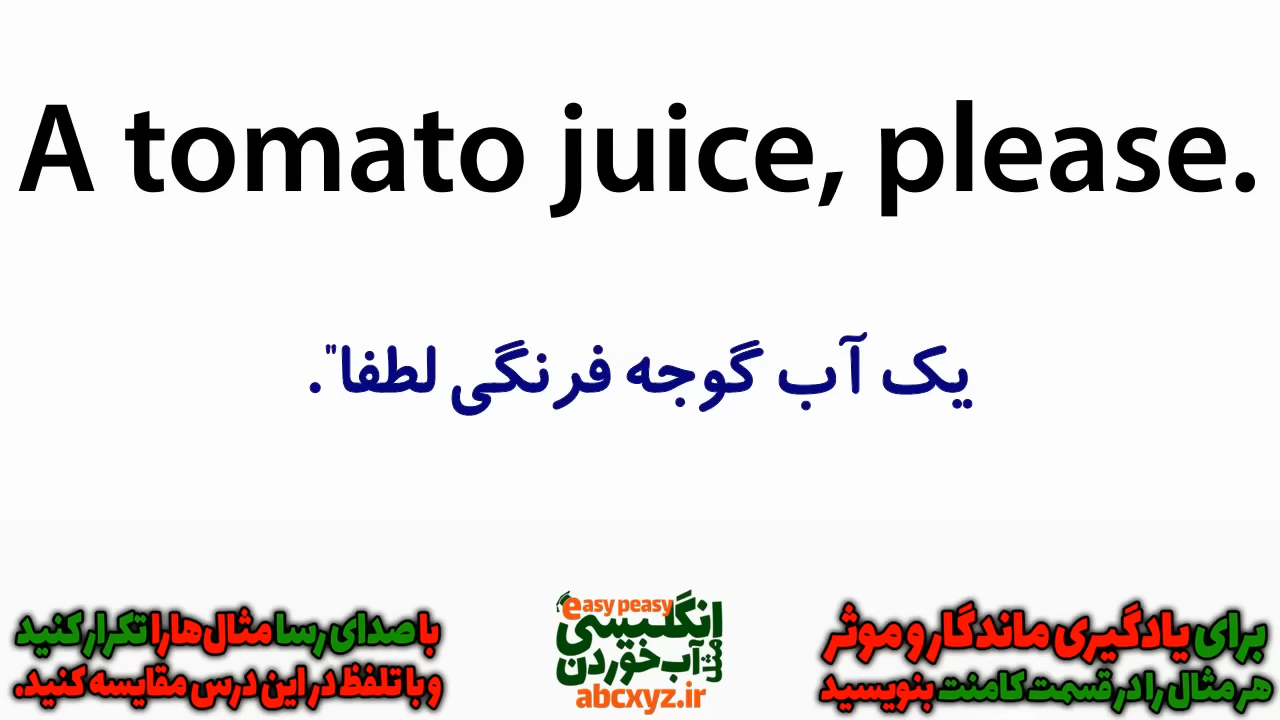 A tomato juice, please.
یک آب گوجه فرنگی لطفا".
برای یادگیری ماندگار و موثر
هر مثال را در قسمت کامنت بنویسید
easy peasy
انگلیسی
مثل آب خوردن
abcxyz.ir
با صدای رسا مثال‌ها را تکرار کنید
و با تلفظ در این درس مقایسه کنید.